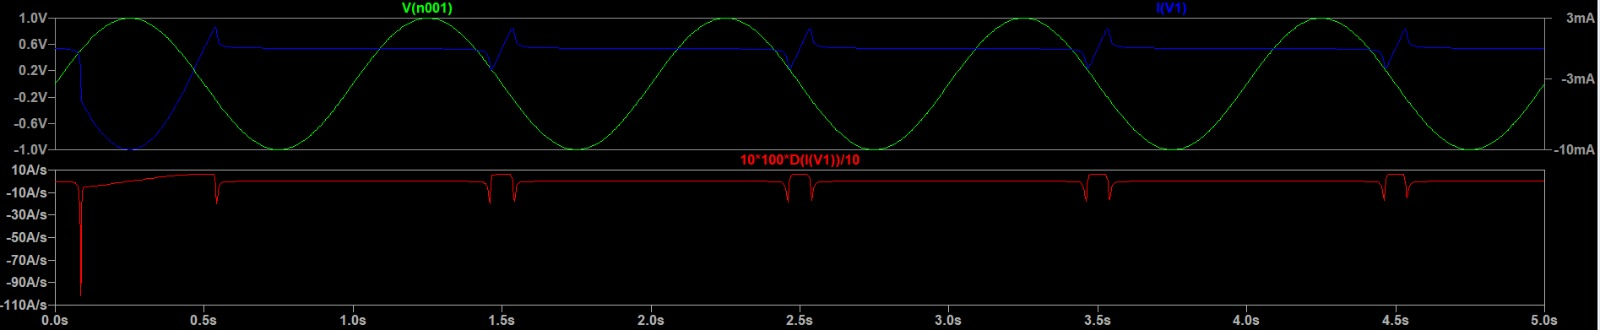 V(n001) I(V1)
1.0V 3mA
0.6V
0.2V -3mA
-0.2V
-0.6V
-1.0V -10mA
10*100*D(I(V1))/10
10A/s
-10A/s
-30A/s
-50A/s
-70A/s
-90A/s
-110A/s
0.0s 0.5s 1.0s 1.5s 2.0s 2.5s 3.0s 3.5s 4.0s 4.5s 5.0s